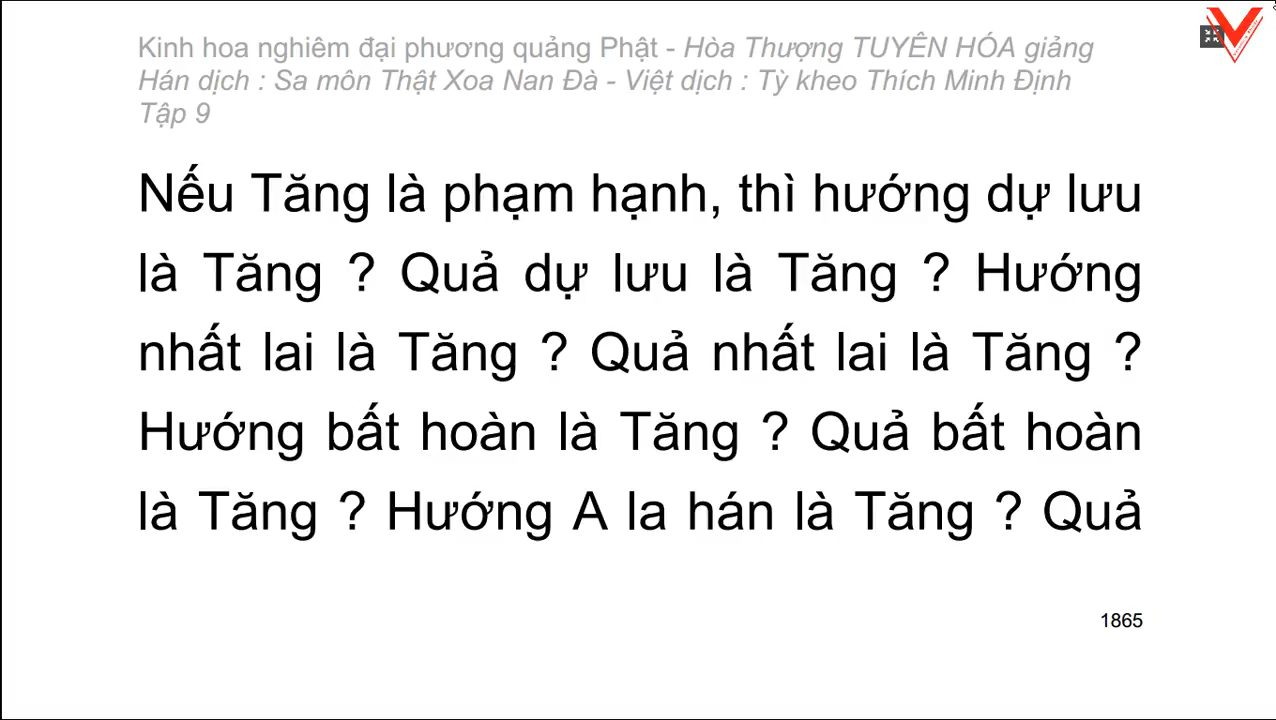 Kinh hoa nghiêm đại phương quảng Phật - Hòa Thượng TUYÊN HÓA giảng
Hán dịch : Sa môn Thật Xoa Nan Đà - Việt dịch : Tỳ kheo Thích Minh Định
Tập 9
Nếu Tăng là phạm hạnh, thì hướng dự lưu
là Tăng ? Quả dự lưu là Tăng ? Hướng
nhất lai là Tăng ? Quả nhất lai là Tăng ?
Hướng bất hoàn là Tăng ? Quả bất hoàn
là Tăng ? Hướng A la hán là Tăng ? Quả
1865